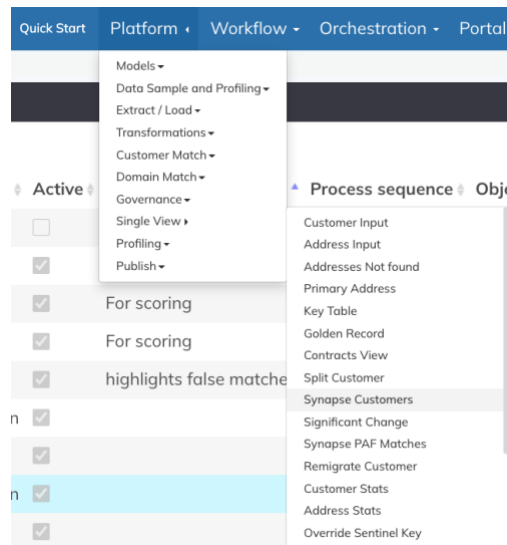 Quick Start Platform Workflow Orchestration Portal
Models
Data Sample and Profiling
Extract / Load
Transformations
Customer Match
Domain Match
Governance
Single View
Profiling
Publish
Active Process sequence Obj
Customer Input
Address Input
Addresses Not found
Primary Address
Key Table
Golden Record
Contracts View
Split Customer
Synapse Customers
Significant Change
Synapse PAF Matches
Remigrate Customer
Customer Stats
Address Stats
Override Sentinel Key
For scoring
For scoring
highlights false matche
n
n